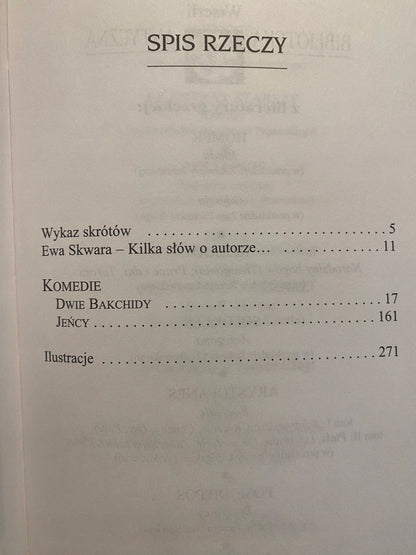 SPIS RZECZY
Wykaz skrótów . . . . . . . . . . . . . . . . . . . . . . . . . . . . . 5
Ewa Skwara – Kilka słów o autorze... . . . . . . . . . . . . . . . 11
KOMEDIE
DWIE BAKCHIDY . . . . . . . . . . . . . . . . . . . . . . . . . . . 17
JEŃCY . . . . . . . . . . . . . . . . . . . . . . . . . . . . . . . . . . . 161
Ilustracje . . . . . . . . . . . . . . . . . . . . . . . . . . . . . . . . . . 271